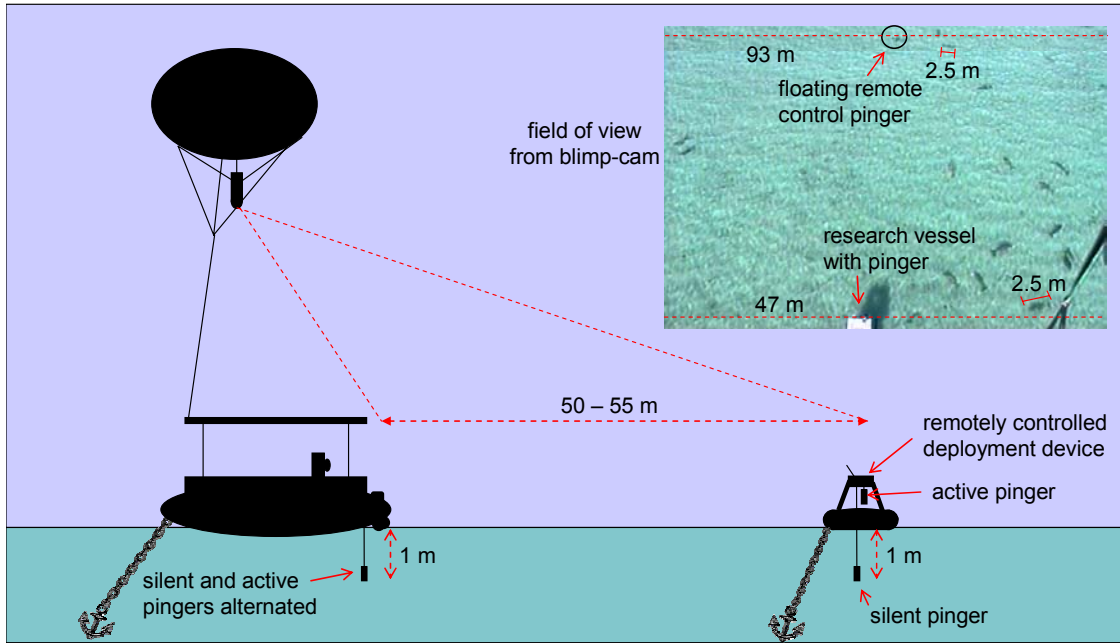 93 m
2.5 m
floating remote
control pinger
field of view
from blimp-cam
research vessel
with pinger
2.5 m
47 m
50 – 55 m
remotely controlled
deployment device
active pinger
1 m
1 m
silent and active
pingers alternated
silent pinger